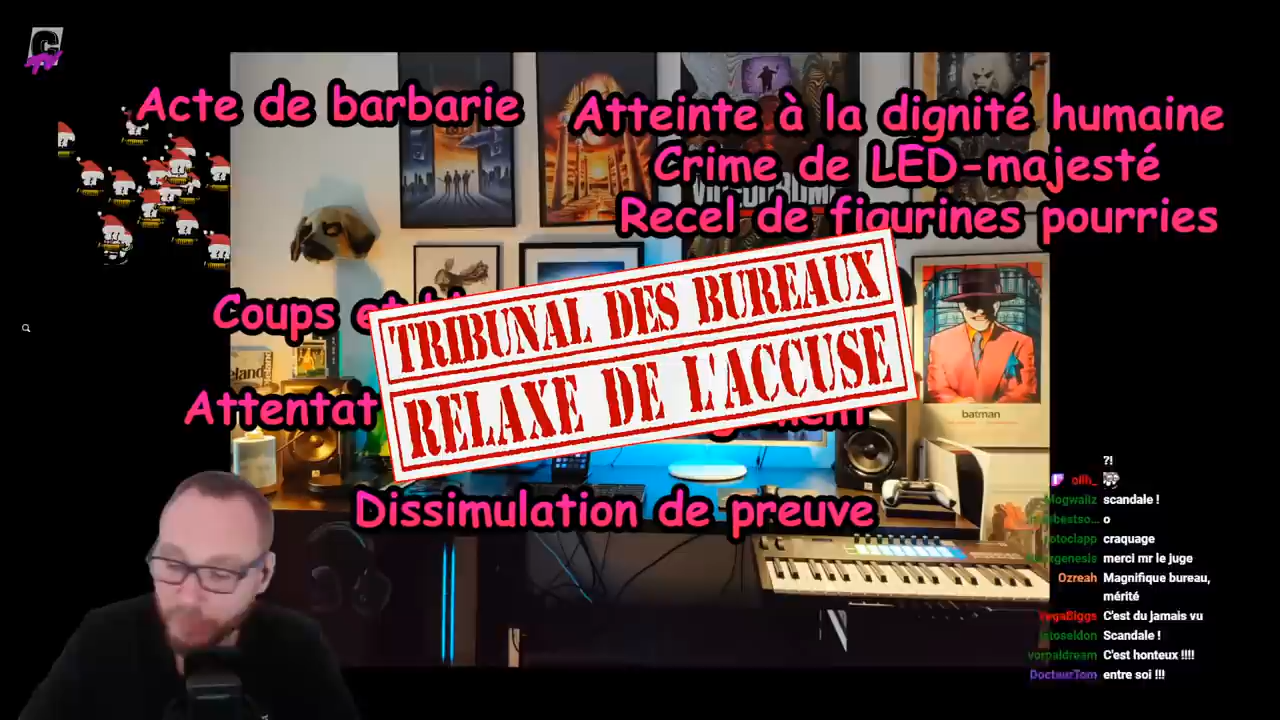 Acte de barbarie
Atteinte à la dignité humaine
Crime de LED-majesté
Recel de figurines pourries
Coups et
TRIBUNAL DES BUREAUX
RELAXE DE L'ACCUSE
Attentat
Dissimulation de preuve
batman
?!
Mogwaiiz scandale !
o
craquage
merci mr le juge
Ozreah Magnifique bureau,
mérité
C'est du jamais vu
Scandale !
vorpaldream C'est honteux !!!!
DocteurTom entre soi !!!